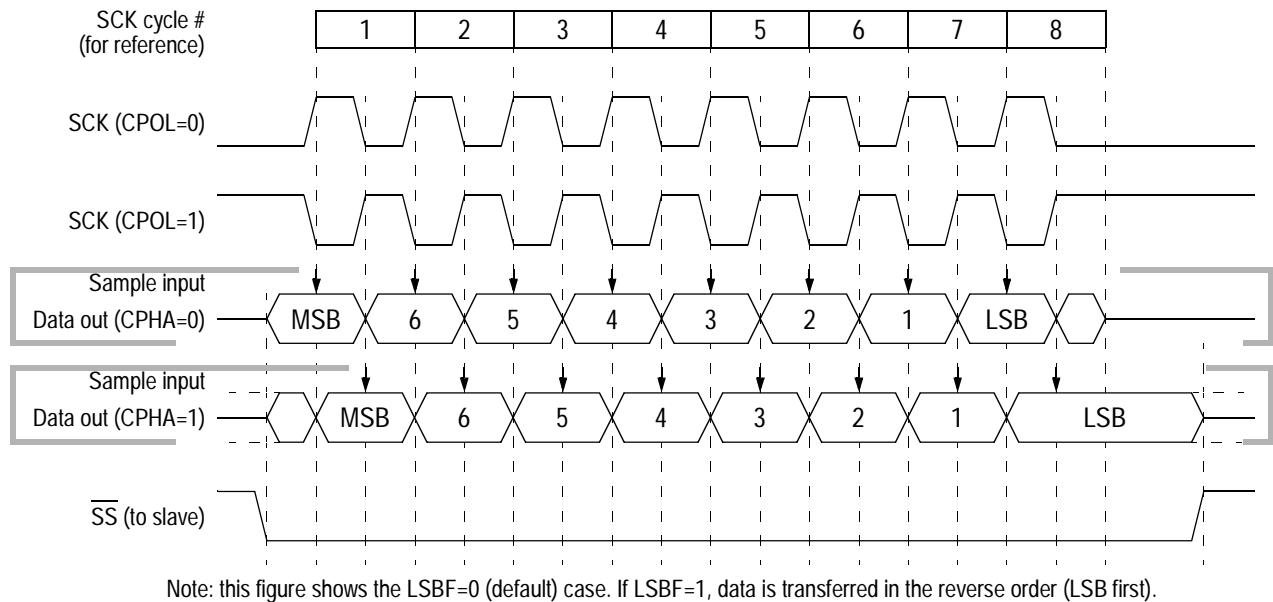 SCK cycle #
(for reference)
1 2 3 4 5 6 7 8
SCK (CPOL=0)
SCK (CPOL=1)
Sample input
Data out (CPHA=0) MSB 6 5 4 3 2 1 LSB
Sample input
Data out (CPHA=1) MSB 6 5 4 3 2 1 LSB
SS (to slave)
Note: this figure shows the LSBF=0 (default) case. If LSBF=1, data is transferred in the reverse order (LSB first).